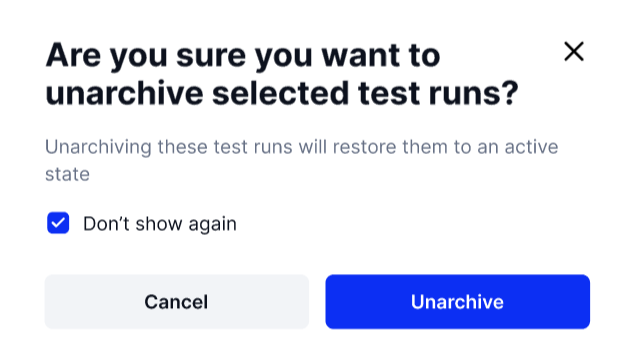 Are you sure you want to
unarchive selected test runs?
Unarchiving these test runs will restore them to an active
state
Don’t show again
Cancel
Unarchive